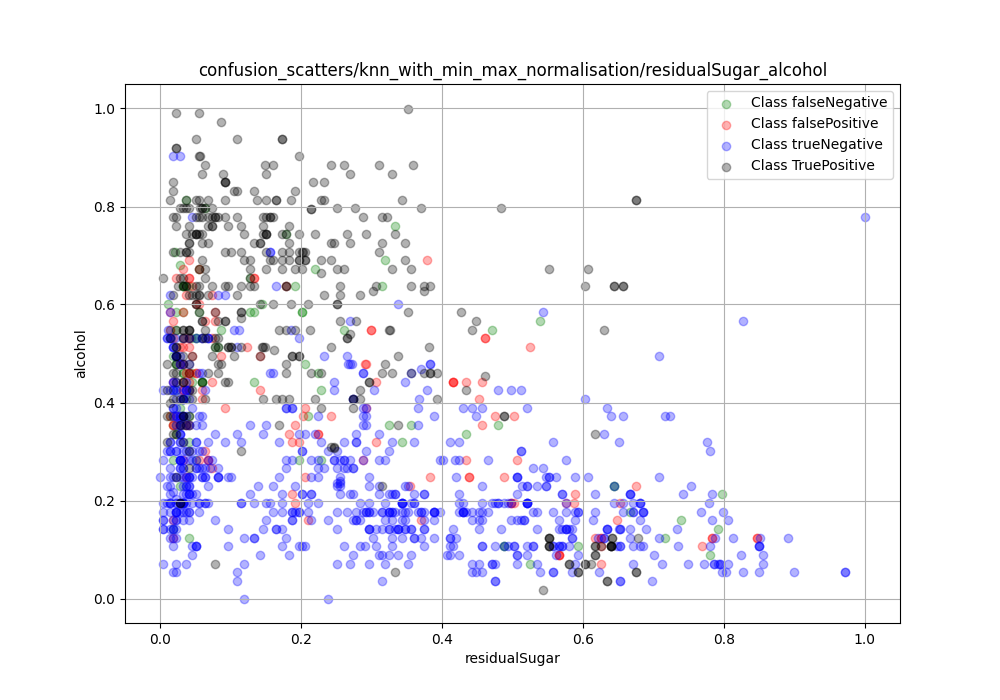 confusion_scatters/knn_with_min_max_normalisation/residualSugar_alcohol
Class falseNegative
Class falsePositive
Class trueNegative
Class TruePositive
1.0
0.8
0.6
0.4
0.2
0.0
alcohol
0.0 0.2 0.4 0.6 0.8 1.0
residualSugar